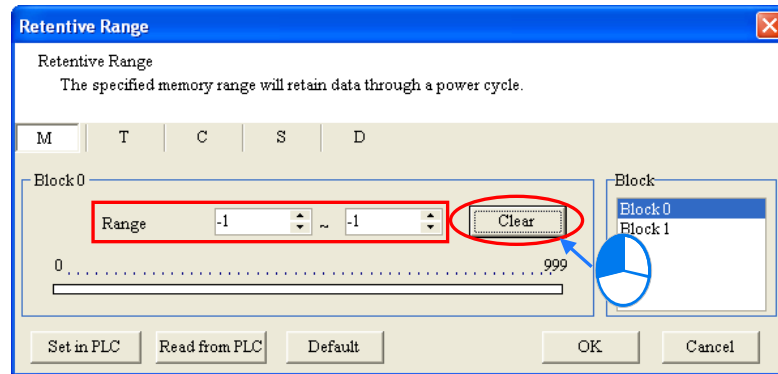 Retentive Range
Retentive Range
The specified memory range will retain data through a power cycle.
M T C S D
Block 0 Block
Range -1 ~ -1 Clear Block 0
Block 1
0 999
Set in PLC Read from PLC Default OK Cancel